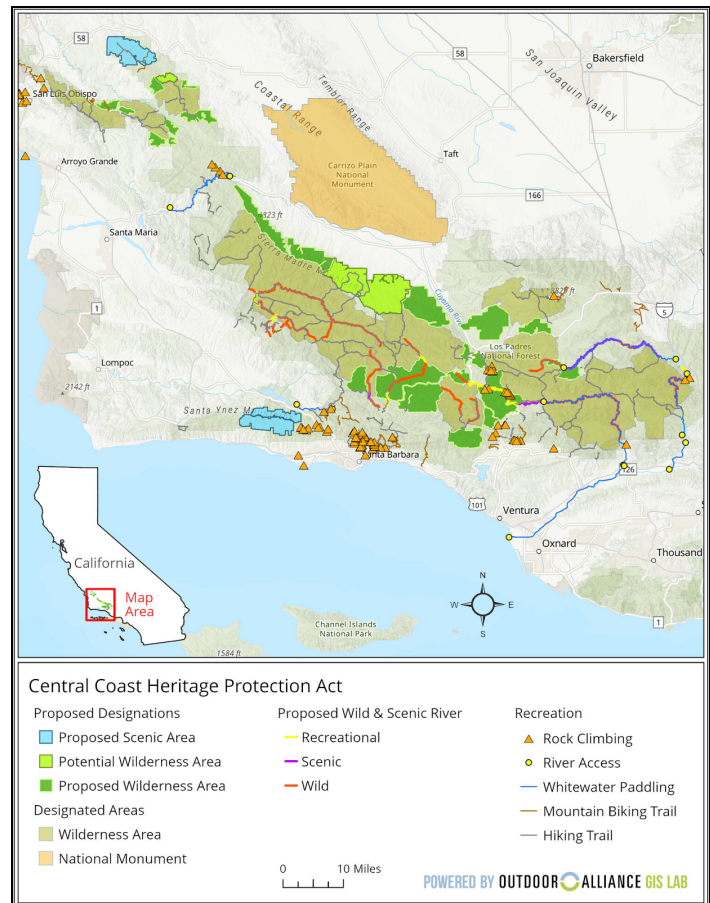 58
58
Bakersfield
San Joaquin Valley
Temblor Range
Coastal Range
San Luis Obispo
Carrizo Plain
National
Monument
Taft
Arroyo Grande
166
Santa Maria
823 ft
Sierra Madre M
Cuyama Riv
5
1
Los Padres
National Forest
Lompoc
2142 ft
Santa Ynez M
nta Barbara
126
101
Ventura
Oxnard
Thousand
California
Map
Area
N
W E
S
1
Channel Islands
National Park
1584 ft
Central Coast Heritage Protection Act
Proposed Designations
Proposed Scenic Area
Potential Wilderness Area
Proposed Wilderness Area
Designated Areas
Wilderness Area
National Monument
Proposed Wild & Scenic River
Recreational
Scenic
Wild
0 10 Miles
Recreation
Rock Climbing
River Access
Whitewater Paddling
Mountain Biking Trail
Hiking Trail
POWERED BY OUTDOOR ALLIANCE GIS LAB